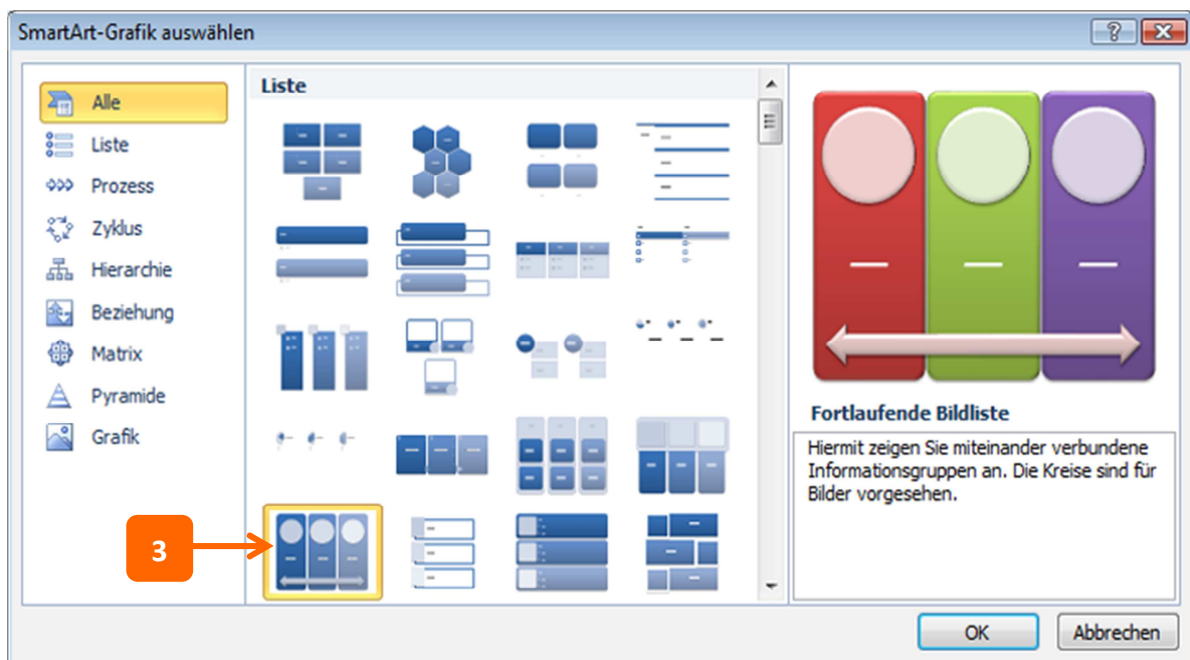 SmartArt-Grafik auswählen
Alle
Liste
Prozess
Zyklus
Hierarchie
Beziehung
Matrix
Pyramide
Grafik
Liste
3
Fortlaufende Bildliste
Hiermit zeigen Sie miteinander verbundene
Informationsgruppen an. Die Kreise sind für
Bilder vorgesehen.
OK
Abbrechen